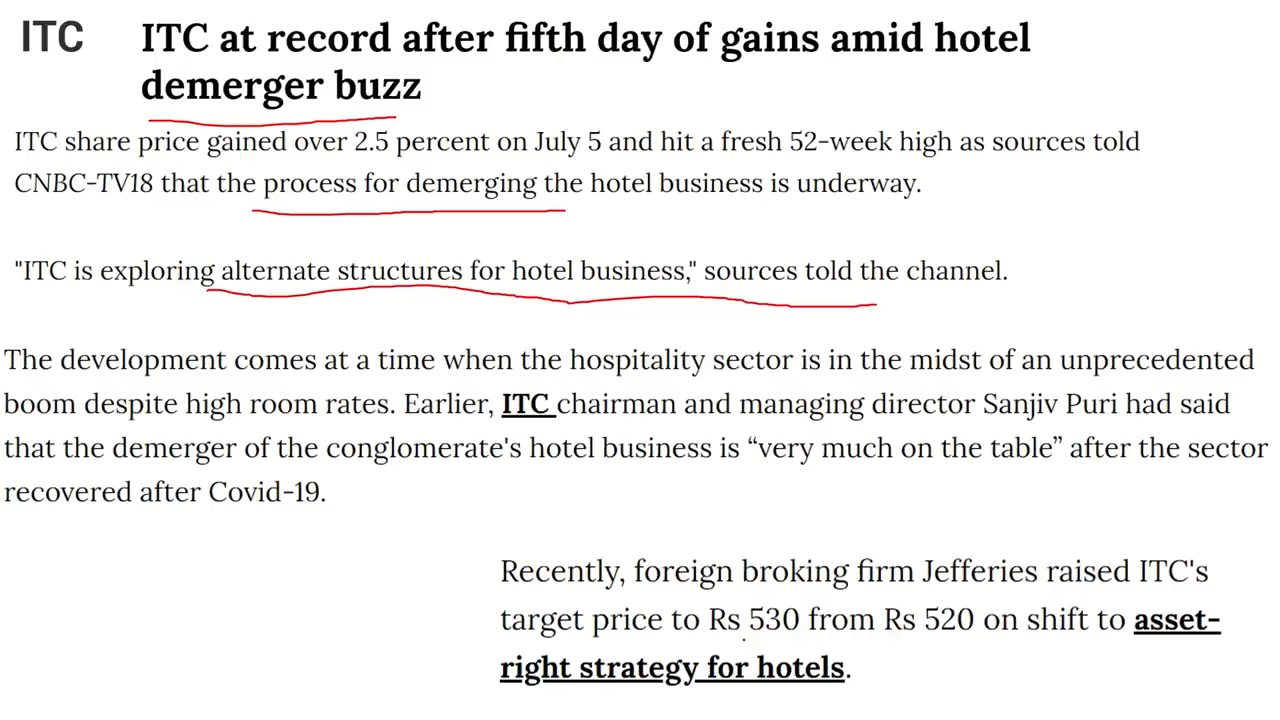 ITC
ITC at record after fifth day of gains amid hotel
demerger buzz
ITC share price gained over 2.5 percent on July 5 and hit a fresh 52-week high as sources told
CNBC-TV18 that the process for demerging the hotel business is underway.
"ITC is exploring alternate structures for hotel business," sources told the channel.
The development comes at a time when the hospitality sector is in the midst of an unprecedented
boom despite high room rates. Earlier, ITC chairman and managing director Sanjiv Puri had said
that the demerger of the conglomerate's hotel business is “very much on the table” after the sector
recovered after Covid-19.
Recently, foreign broking firm Jefferies raised ITC's
target price to Rs 530 from Rs 520 on shift to asset-
right strategy for hotels.